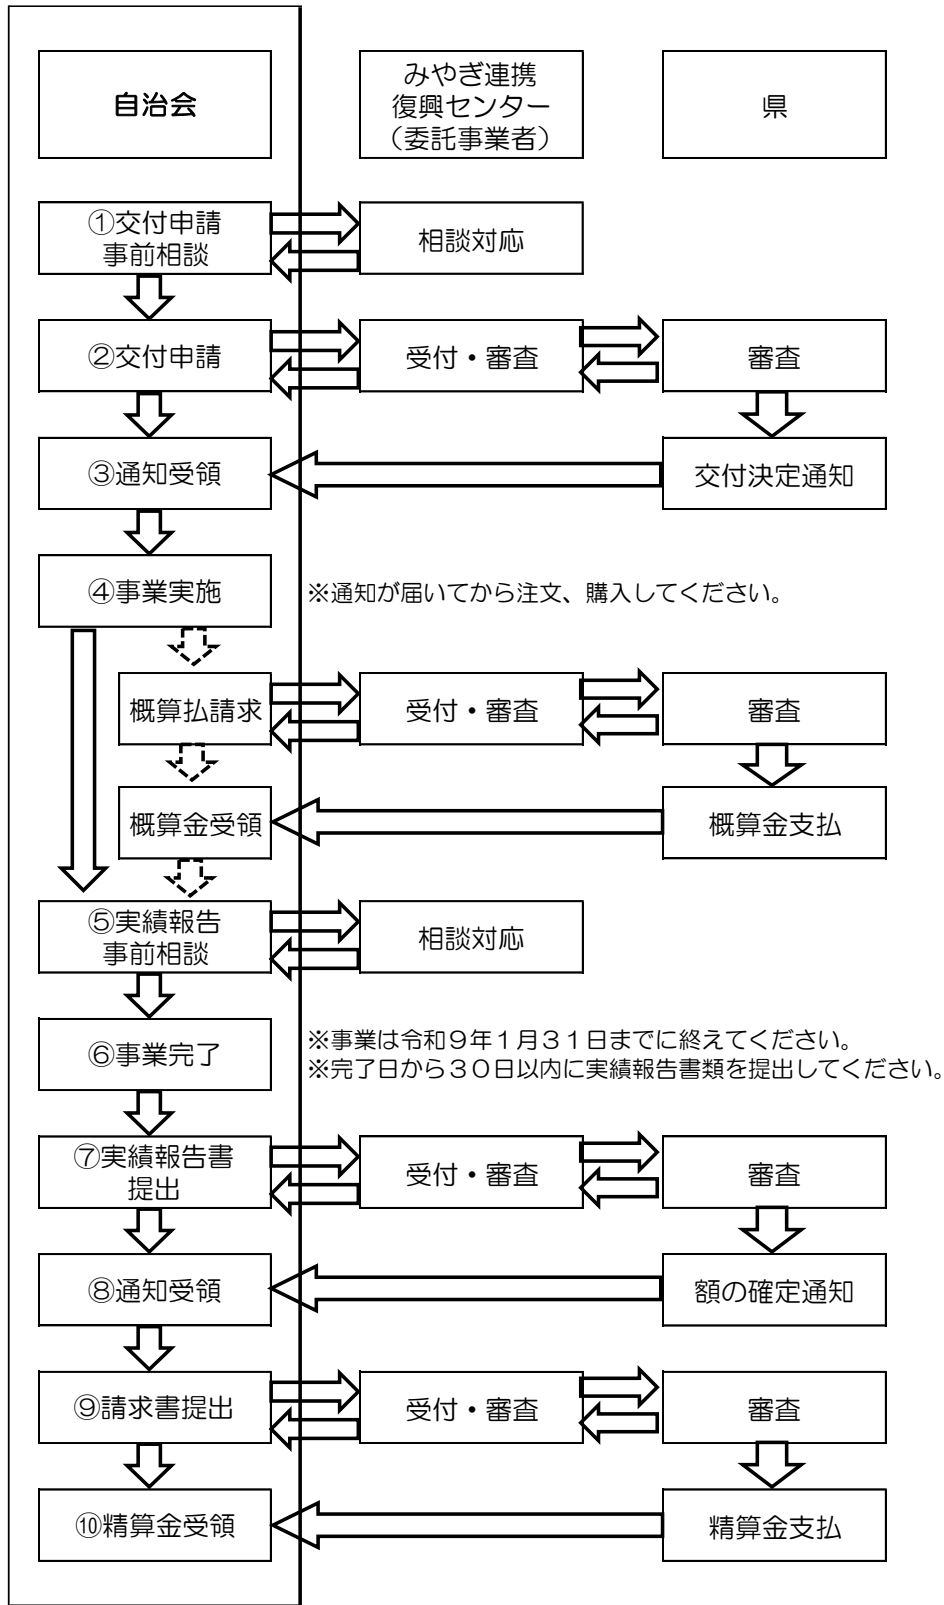 自治会
みやぎ連携
復興センター
（委託事業者）
県
①交付申請
事前相談
相談対応
②交付申請
受付・審査
審査
③通知受領
交付決定通知
④事業実施
※通知が届いてから注文、購入してください。
概算払請求
受付・審査
審査
概算金受領
概算金支払
⑤実績報告
事前相談
相談対応
⑥事業完了
※事業は令和９年１月３１日までに終えてください。
※完了日から３０日以内に実績報告書類を提出してください。
⑦実績報告書
提出
受付・審査
審査
⑧通知受領
額の確定通知
⑨請求書提出
受付・審査
審査
⑩精算金受領
精算金支払